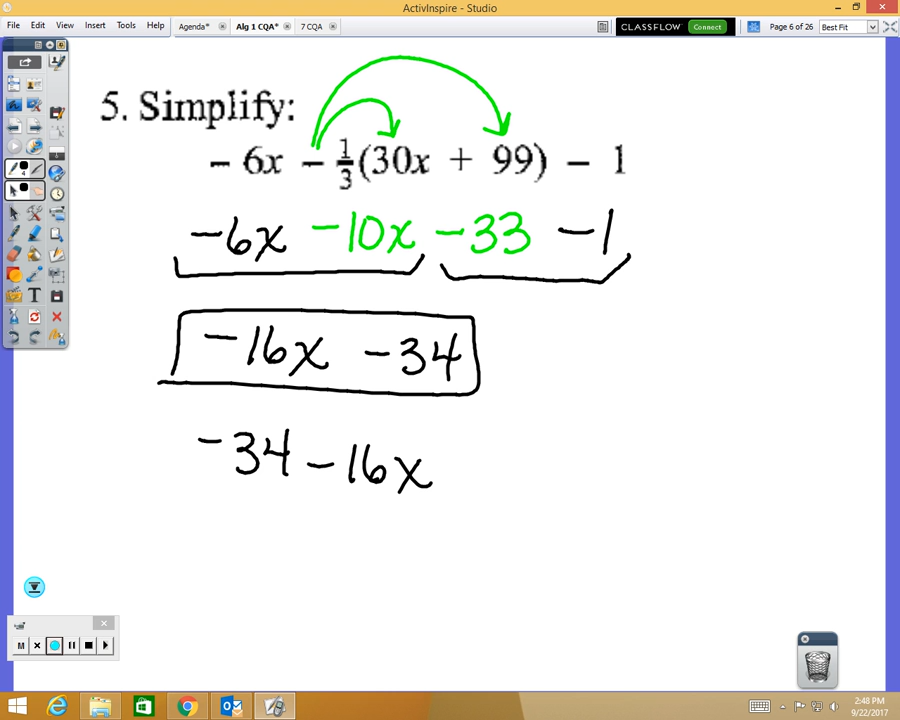 ActivInspire - Studio
File Edit View Insert Tools Help Agenda* Alg 1 CQA* 7 CQA CLASSFLOW Connect Page 6 of 26 Best Fit
5. Simplify:
- 6x - 1/3(30x + 99) - 1
-6x -10x -33 -1
-16x -34
-34 - 16x
2:48 PM
9/22/2017